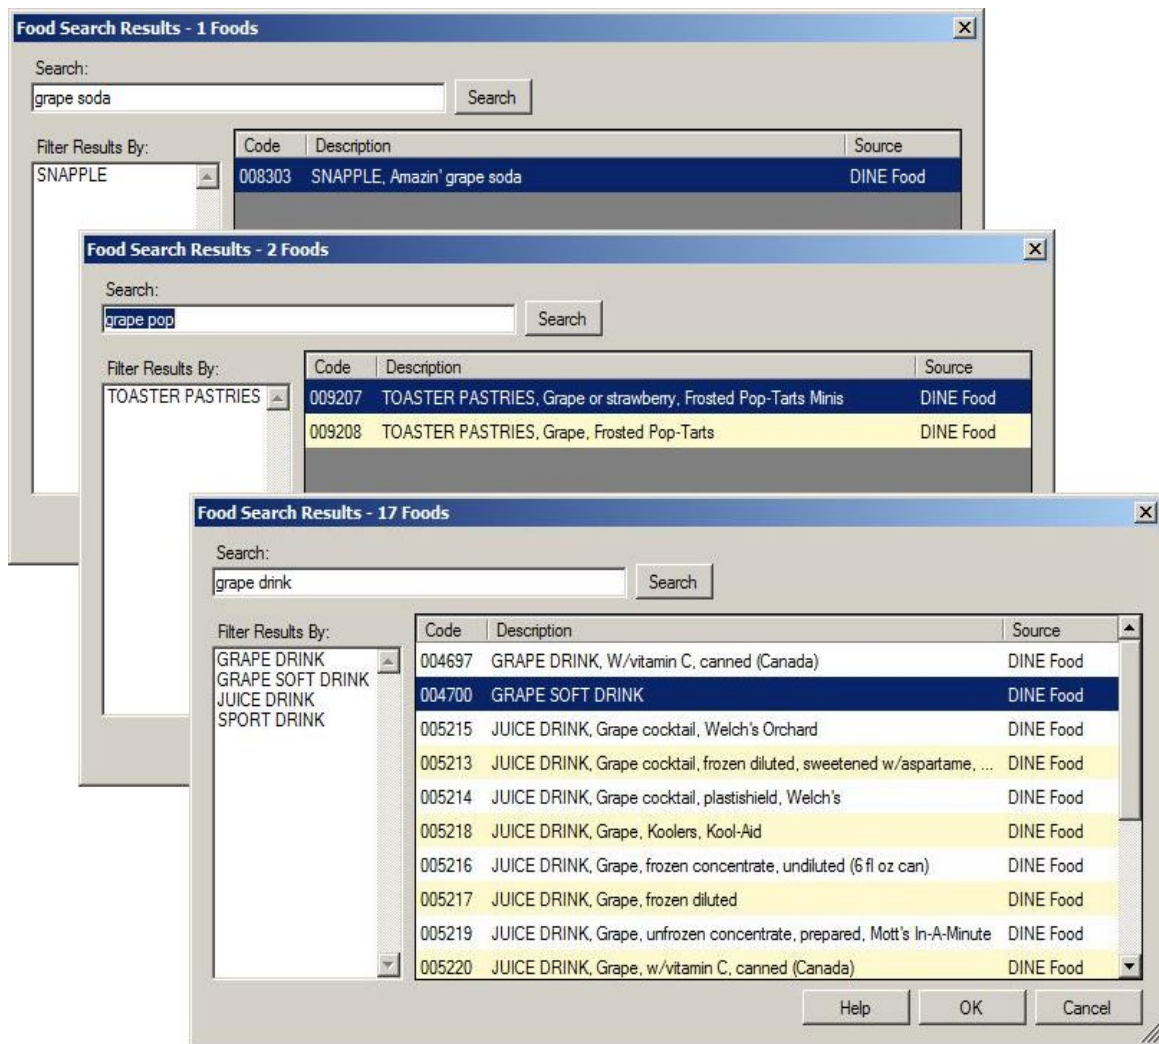 Food Search Results - 1 Foods
Search:
grape soda
Search
Filter Results By:
SNAPPLE
Code Description Source
008303 SNAPPLE, Amazin' grape soda DINE Food
Food Search Results - 2 Foods
Search:
grape pop
Search
Filter Results By:
TOASTER PASTRIES
Code Description Source
009207 TOASTER PASTRIES, Grape or strawberry, Frosted Pop-Tarts Minis DINE Food
009208 TOASTER PASTRIES, Grape, Frosted Pop-Tarts DINE Food
Food Search Results - 17 Foods
Search:
grape drink
Search
Filter Results By:
GRAPE DRINK
GRAPE SOFT DRINK
JUICE DRINK
SPORT DRINK
Code Description Source
004697 GRAPE DRINK, W/vitamin C, canned (Canada) DINE Food
004700 GRAPE SOFT DRINK DINE Food
005215 JUICE DRINK, Grape cocktail, Welch's Orchard DINE Food
005213 JUICE DRINK, Grape cocktail, frozen diluted, sweetened w/aspartame, ... DINE Food
005214 JUICE DRINK, Grape cocktail, plastishield, Welch's DINE Food
005218 JUICE DRINK, Grape, Koolers, Kool-Aid DINE Food
005216 JUICE DRINK, Grape, frozen concentrate, undiluted (6 fl oz can) DINE Food
005217 JUICE DRINK, Grape, frozen diluted DINE Food
005219 JUICE DRINK, Grape, unfrozen concentrate, prepared, Mott's In-A-Minute DINE Food
005220 JUICE DRINK, Grape, w/vitamin C, canned (Canada) DINE Food
Help OK Cancel